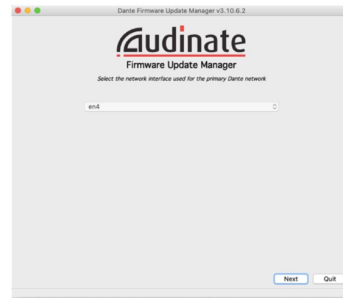 Dante Firmware Update Manager v3.10.6.2
Audinate
Firmware Update Manager
Select the network interface used for the primary Dante network
en4
Next Quit